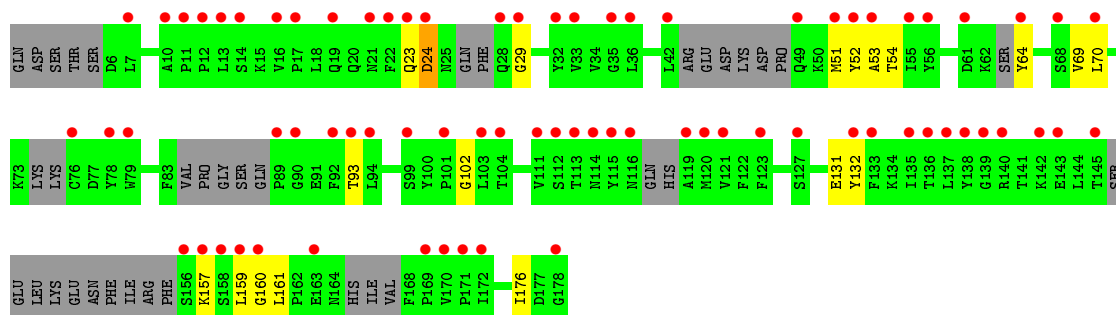 GLN ASP SER THR SER D6 L7 A10 P11 P12 L13 S14 K15 V16 P17 L18 Q19 Q20 N21 F22 Q23 D24 N25 GLN PHE Q28 G29 Y32 V33 V34 G35 L36 L42 ARG GLU ASP LYS ASP PRO Q49 K50 M51 Y52 A53 T54 I55 Y56 D61 K62 SER Y64 S68 V69 L70
K73 LYS LYS C76 D77 Y78 W79 F83 VAL PRO GLY SER GLN P89 G90 E91 F92 T93 L94 S99 Y100 P101 G102 L103 T104 V111 S112 T113 N114 Y115 N116 GLN HIS A119 M120 V121 F122 F123 S127 E131 Y132 F133 K134 I135 T136 L137 Y138 G139 R140 T141 K142 E143 L144 T145 SER
GLU LEU LYS GLU ASN PHE ILE ARG PHE S156 K157 S158 L159 G160 L161 P162 E163 N164 HIS ILE VAL F168 P169 V170 P171 I172 I176 D177 G178